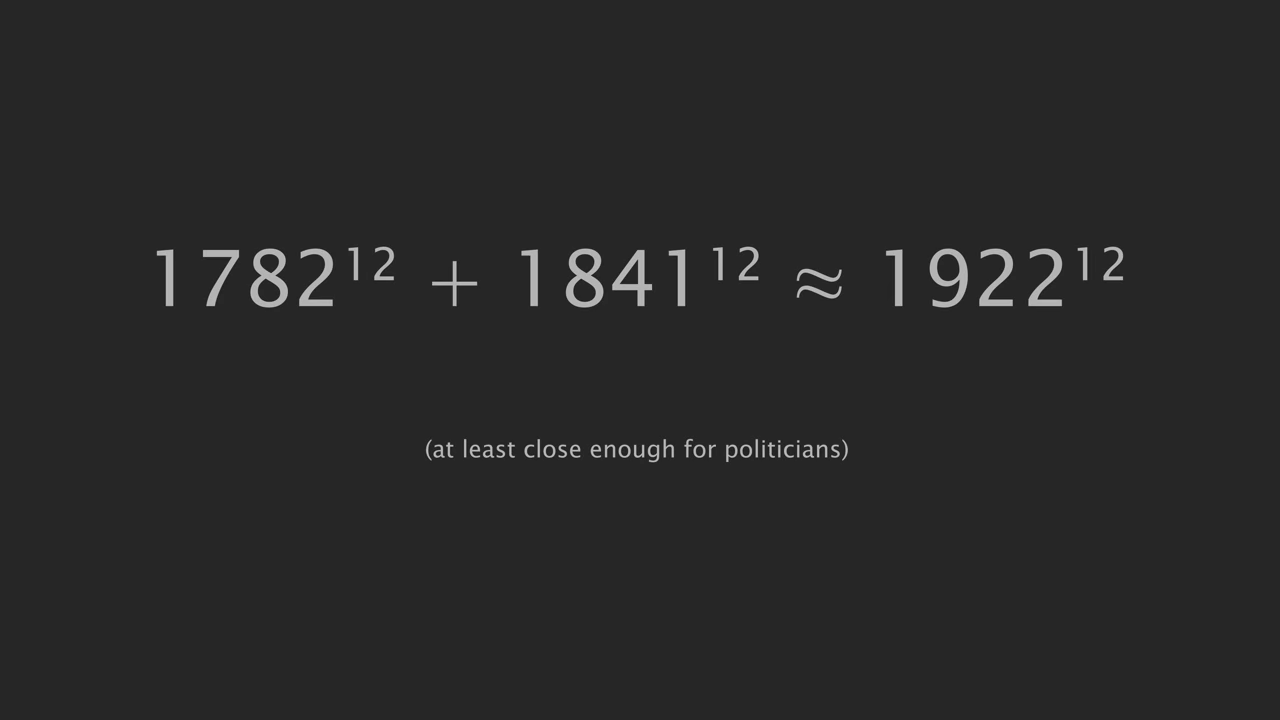 1782¹² + 1841¹² ≈ 1922¹²
(at least close enough for politicians)